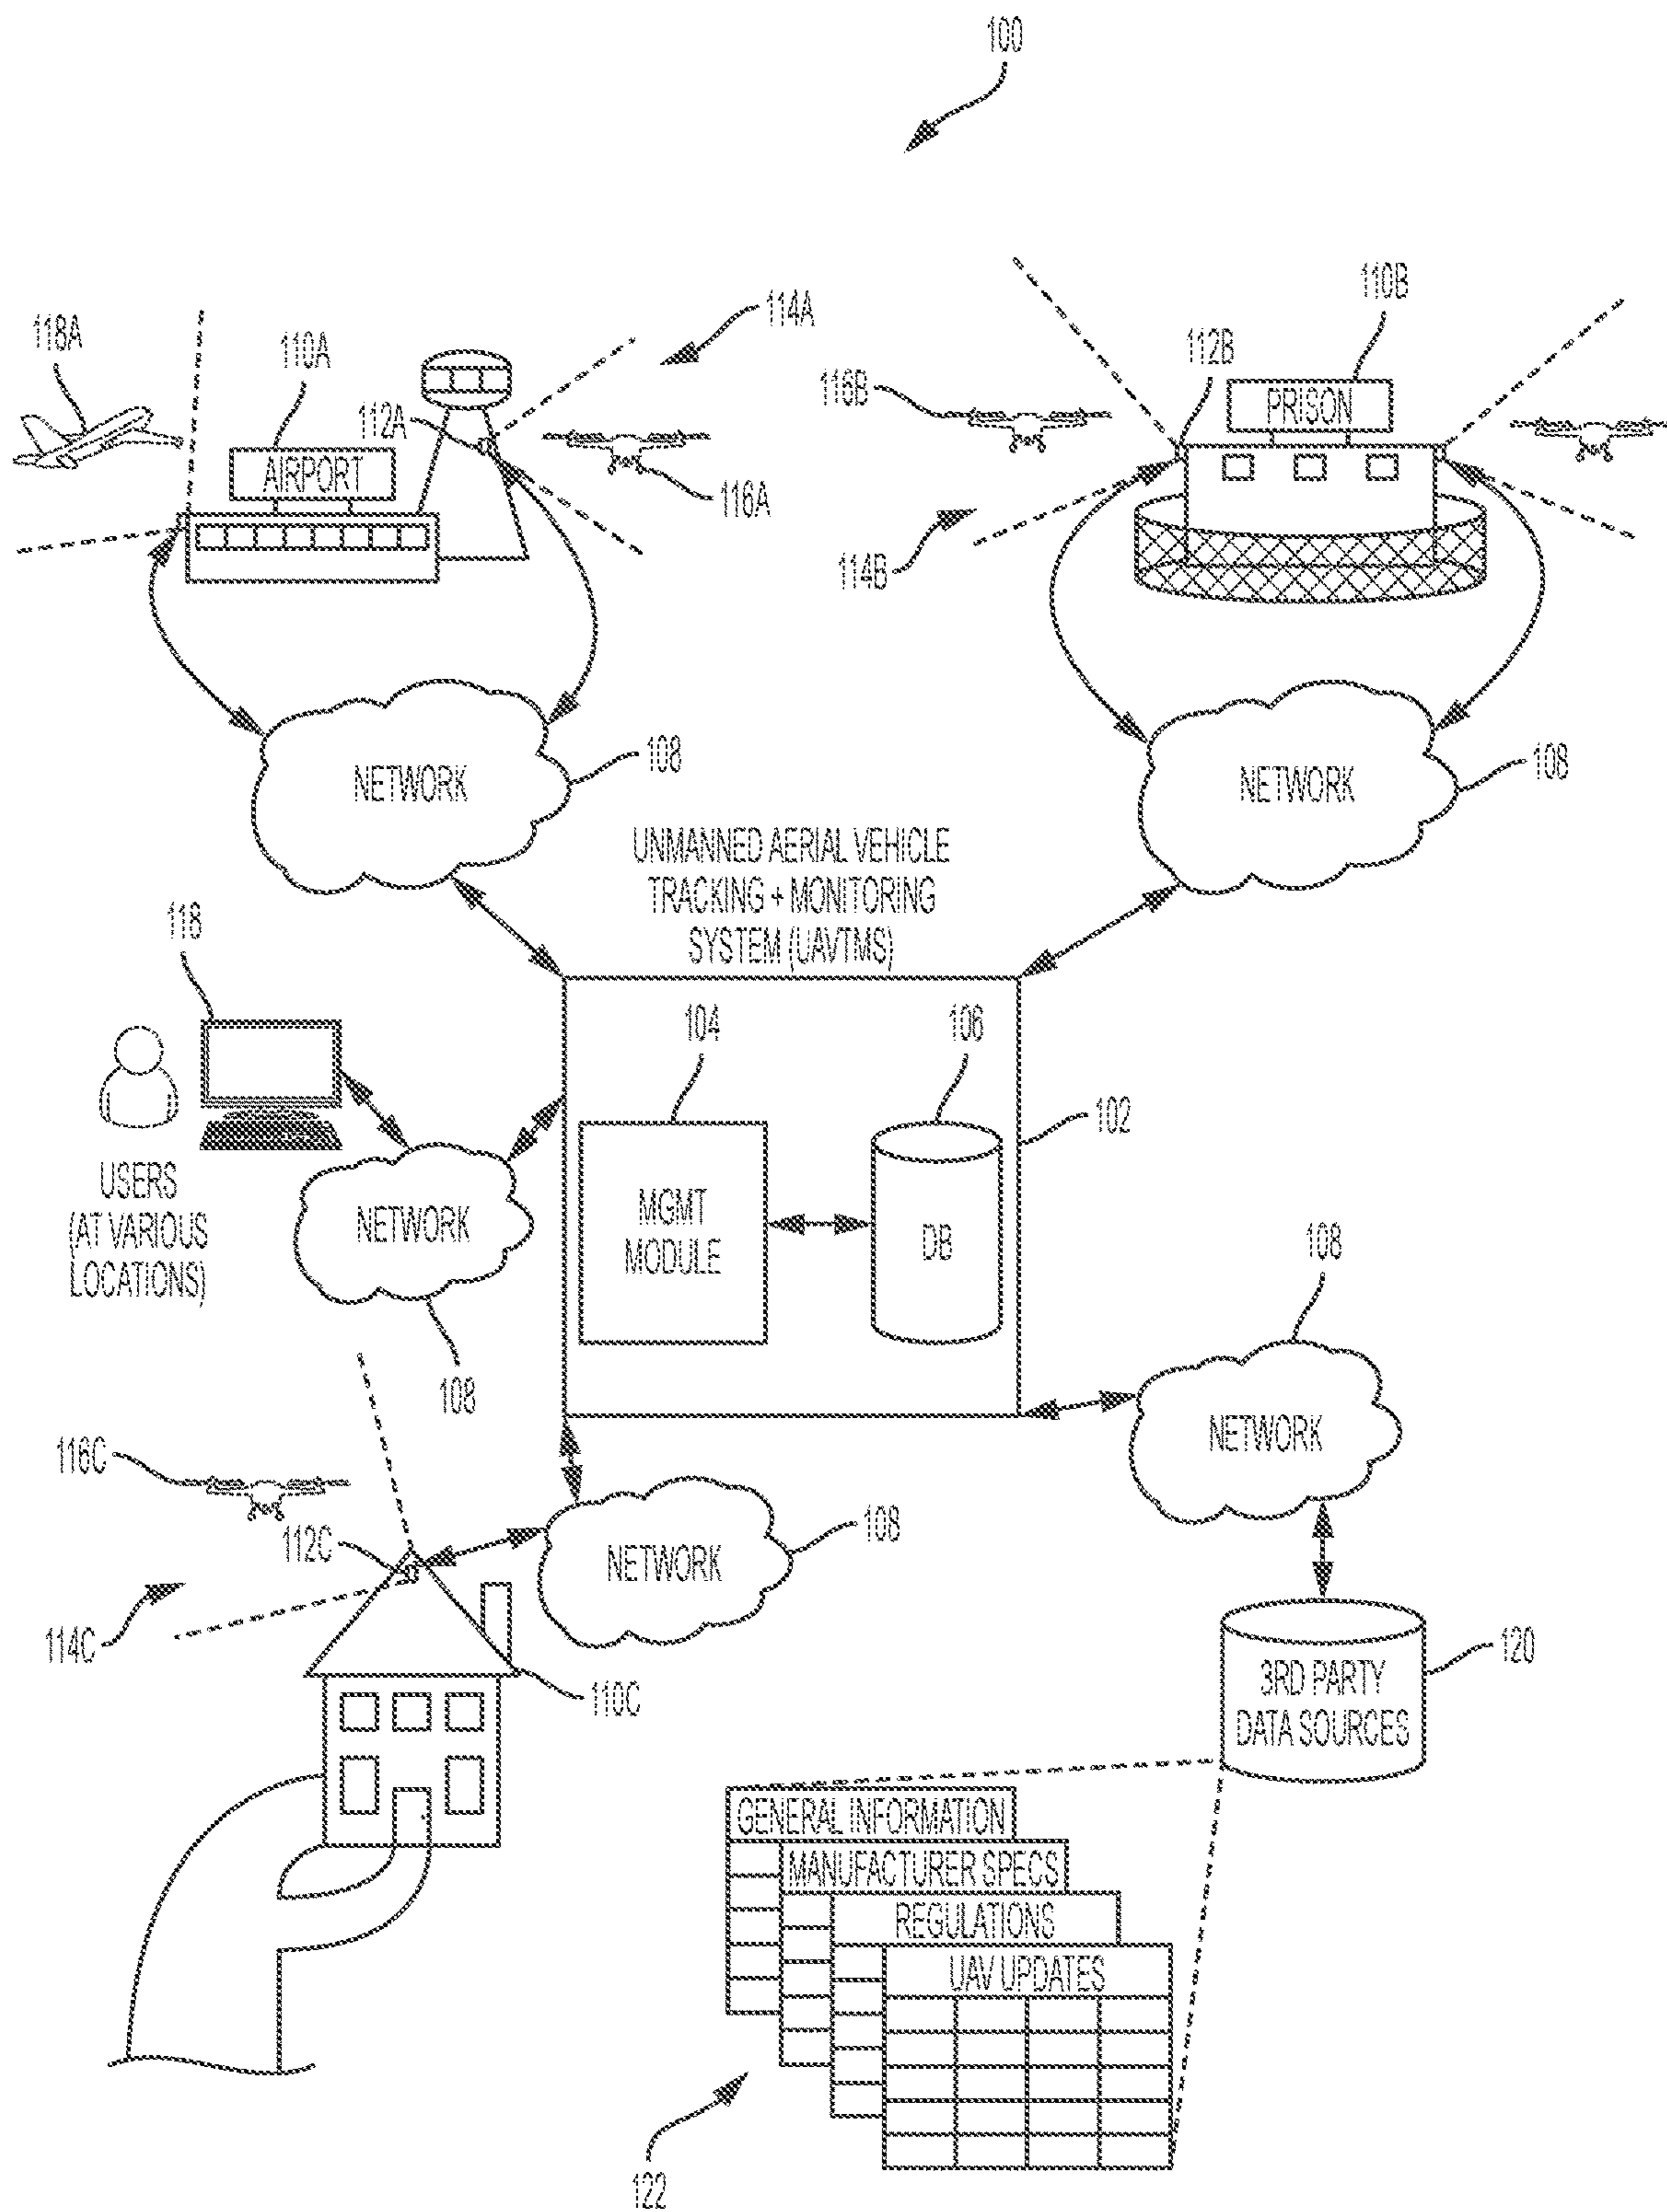 100
118A
110A
114A
112A
AIRPORT
116A
110B
112B
116B
PRISON
114B
NETWORK
108
NETWORK
108
UNMANNED AERIAL VEHICLE
TRACKING + MONITORING
SYSTEM (UAVTMS)
118
104
106
102
USERS
(AT VARIOUS
LOCATIONS)
NETWORK
108
MGMT
MODULE
DB
108
NETWORK
116C
112C
114C
NETWORK
108
110C
3RD PARTY
DATA SOURCES
120
GENERAL INFORMATION
MANUFACTURER SPECS
REGULATIONS
UAV UPDATES
122